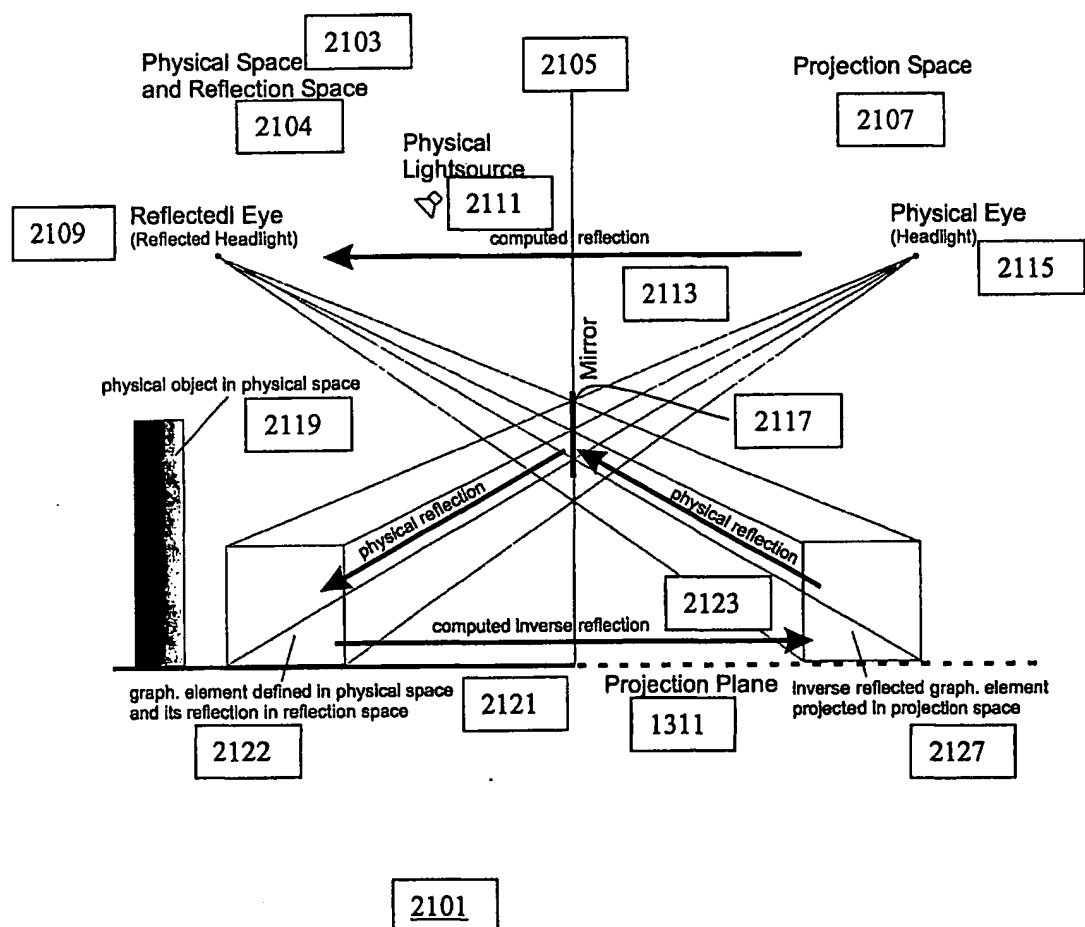 2103
Physical Space
and Reflection Space
2104
2105
Projection Space
2107
Physical
Lightsource
2111
2109
Reflectedl Eye
(Reflected Headlight)
computed reflection
Physical Eye
(Headlight)
2115
2113
Mirror
physical object in physical space
2119
2117
physical reflection
physical reflection
2123
computed inverse reflection
graph. element defined in physical space
and its reflection in reflection space
2122
2121
Projection Plane
1311
Inverse reflected graph. element
projected in projection space
2127
2101